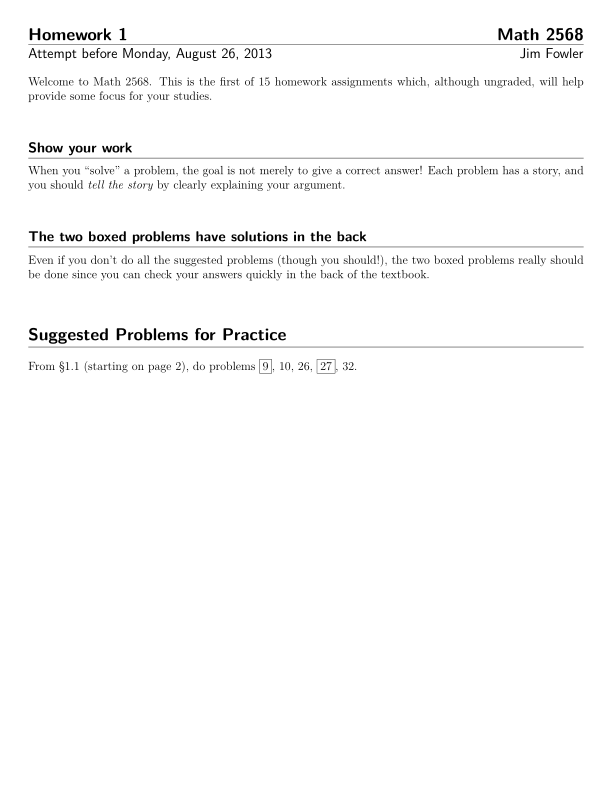 Homework 1 Math 2568
Attempt before Monday, August 26, 2013 Jim Fowler
Welcome to Math 2568. This is the first of 15 homework assignments which, although ungraded, will help
provide some focus for your studies.
Show your work
When you “solve” a problem, the goal is not merely to give a correct answer! Each problem has a story, and
you should tell the story by clearly explaining your argument.
The two boxed problems have solutions in the back
Even if you don’t do all the suggested problems (though you should!), the two boxed problems really should
be done since you can check your answers quickly in the back of the textbook.
Suggested Problems for Practice
From §1.1 (starting on page 2), do problems 9, 10, 26, 27, 32.